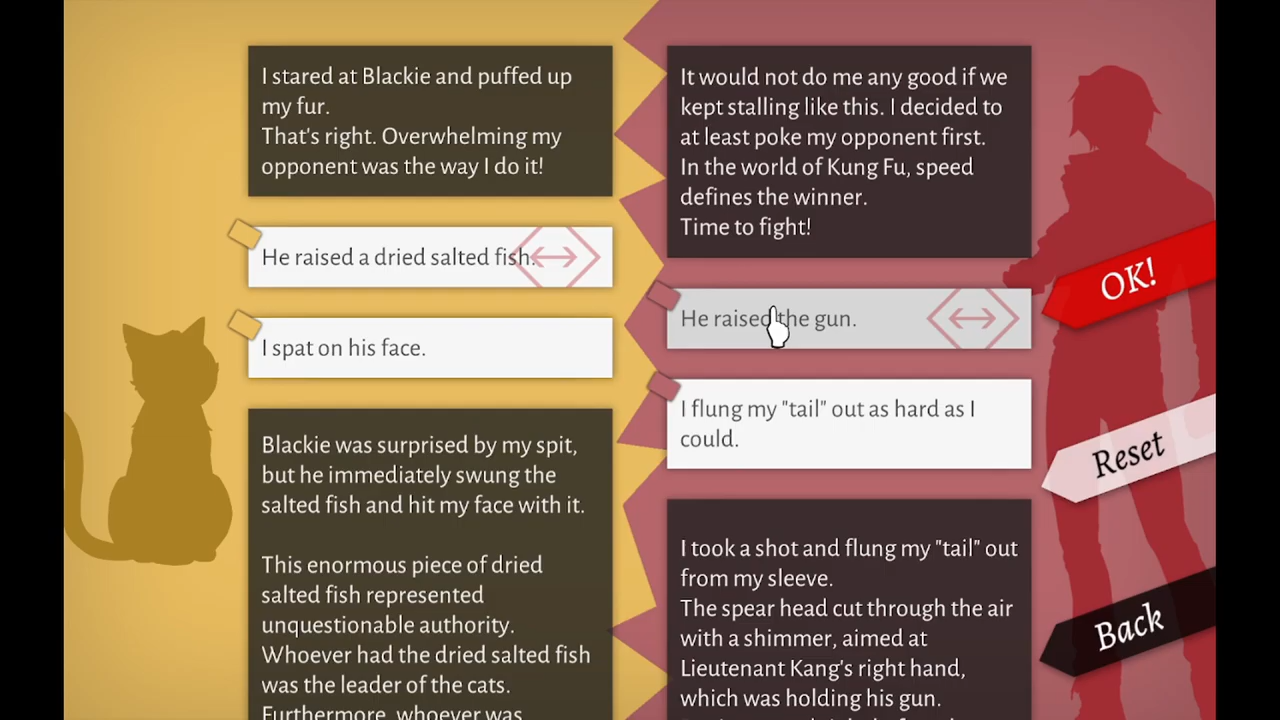 I stared at Blackie and puffed up
my fur.
That's right. Overwhelming my
opponent was the way I do it!
He raised a dried salted fish.
I spat on his face.
Blackie was surprised by my spit,
but he immediately swung the
salted fish and hit my face with it.
This enormous piece of dried
salted fish represented
unquestionable authority.
Whoever had the dried salted fish
was the leader of the cats.
Furthermore, whoever was
It would not do me any good if we
kept stalling like this. I decided to
at least poke my opponent first.
In the world of Kung Fu, speed
defines the winner.
Time to fight!
He raised the gun.
I flung my "tail" out as hard as I
could.
I took a shot and flung my "tail" out
from my sleeve.
The spear head cut through the air
with a shimmer, aimed at
Lieutenant Kang's right hand,
which was holding his gun.
OK!
Reset
Back